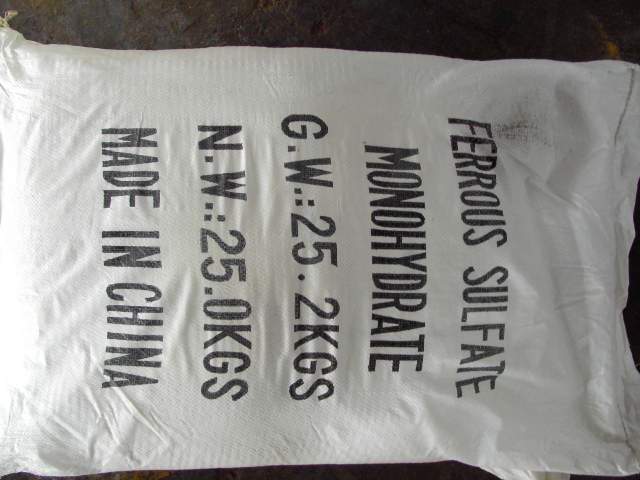 FERROUS SULFATE
MONOHYDRATE
G.W.:25.2KGS
N.W.:25.0KGS
MADE IN CHINA